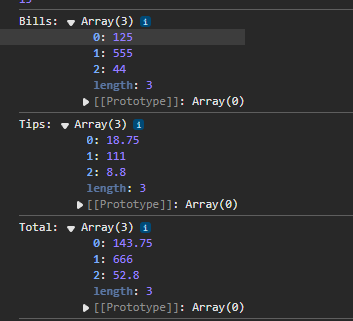 Bills: ▼ Array(3) i
0: 125
1: 555
2: 44
length: 3
▶ [[Prototype]]: Array(0)
Tips: ▼ Array(3) i
0: 18.75
1: 111
2: 8.8
length: 3
▶ [[Prototype]]: Array(0)
Total: ▼ Array(3) i
0: 143.75
1: 666
2: 52.8
length: 3
▶ [[Prototype]]: Array(0)